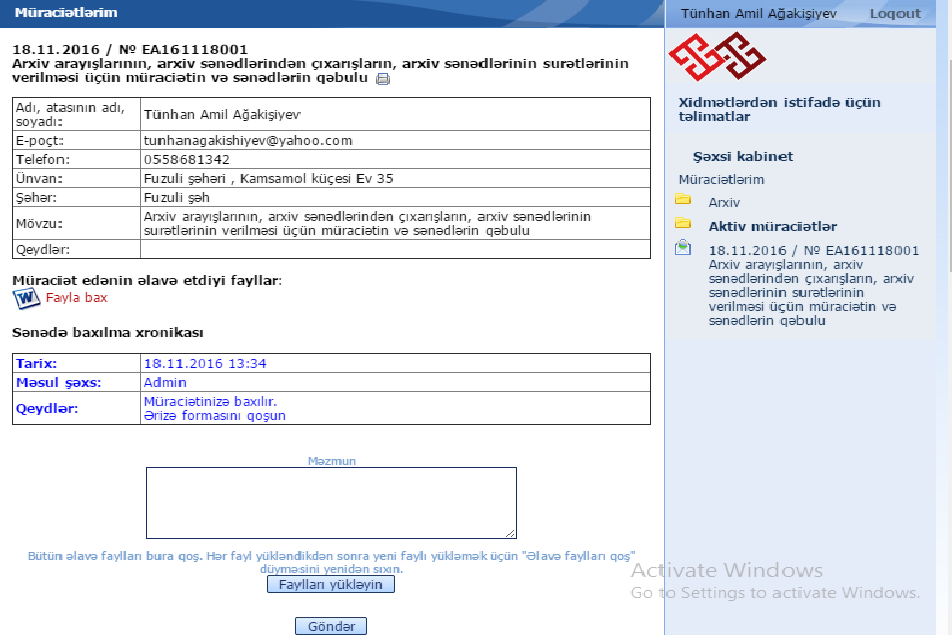 Müraciətlərim
18.11.2016 / № EA161118001
Arxiv arayışlarının, arxiv sənədlərindən çıxarışların, arxiv sənədlərinin surətlərinin
verilməsi üçün müraciətin və sənədlərin qəbulu
Adı, atasının adı,
soyadı:
Tünhan Amil Ağakişiyev
E-poçt:
tunhanagakishiyev@yahoo.com
Telefon:
0558681342
Ünvan:
Fuzuli şəhəri , Kamsamol küçesi Ev 35
Şəhər:
Fuzuli şəh
Mövzu:
Arxiv arayışlarının, arxiv sənədlərindən çıxarışların, arxiv sənədlərinin
surətlərinin verilməsi üçün müraciətin və sənədlərin qəbulu
Qeydlər:
Müraciət edənin əlavə etdiyi fayllar:
Fayla bax
Sənədə baxılma xronikası
Tarix:
18.11.2016 13:34
Məsul şəxs:
Admin
Qeydlər:
Müraciətinizə baxılır.
Ərizə formasını qoşun
Məzmun
Bütün əlavə faylları bura qoş. Hər fayl yükləndikdən sonra yeni faylı yükləmək üçün "Əlavə faylları qoş"
düyməsini yenidən sıxın.
Faylları yükləyin
Göndər
Tünhan Amil Ağakişiyev
Loqout
Xidmətlərdən istifadə üçün
təlimatlar
Şəxsi kabinet
Müraciətlərim
Arxiv
Aktiv müraciətlər
18.11.2016 / № EA161118001
Arxiv arayışlarının, arxiv
sənədlərindən çıxarışların, arxiv
sənədlərinin surətlərinin
verilməsi üçün müraciətin və
sənədlərin qəbulu
Activate Windows
Go to Settings to activate Windows.